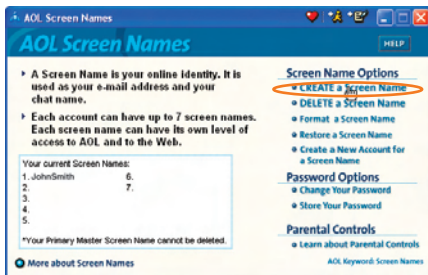 AOL Screen Names
AOL Screen Names
HELP
A Screen Name is your online identity. It is
used as your e-mail address and your
chat name.
Each account can have up to 7 screen names.
Each screen name can have its own level of
access to AOL and to the Web.
Your current Screen Names:
1. JohnSmith 6.
2. 7.
3.
4.
5.
*Your Primary Master Screen Name cannot be deleted.
More about Screen Names
Screen Name Options
CREATE a Screen Name
DELETE a Screen Name
Format a Screen Name
Restore a Screen Name
Create a New Account for
a Screen Name
Password Options
Change Your Password
Store Your Password
Parental Controls
Learn about Parental Controls
AOL Keyword: Screen Names